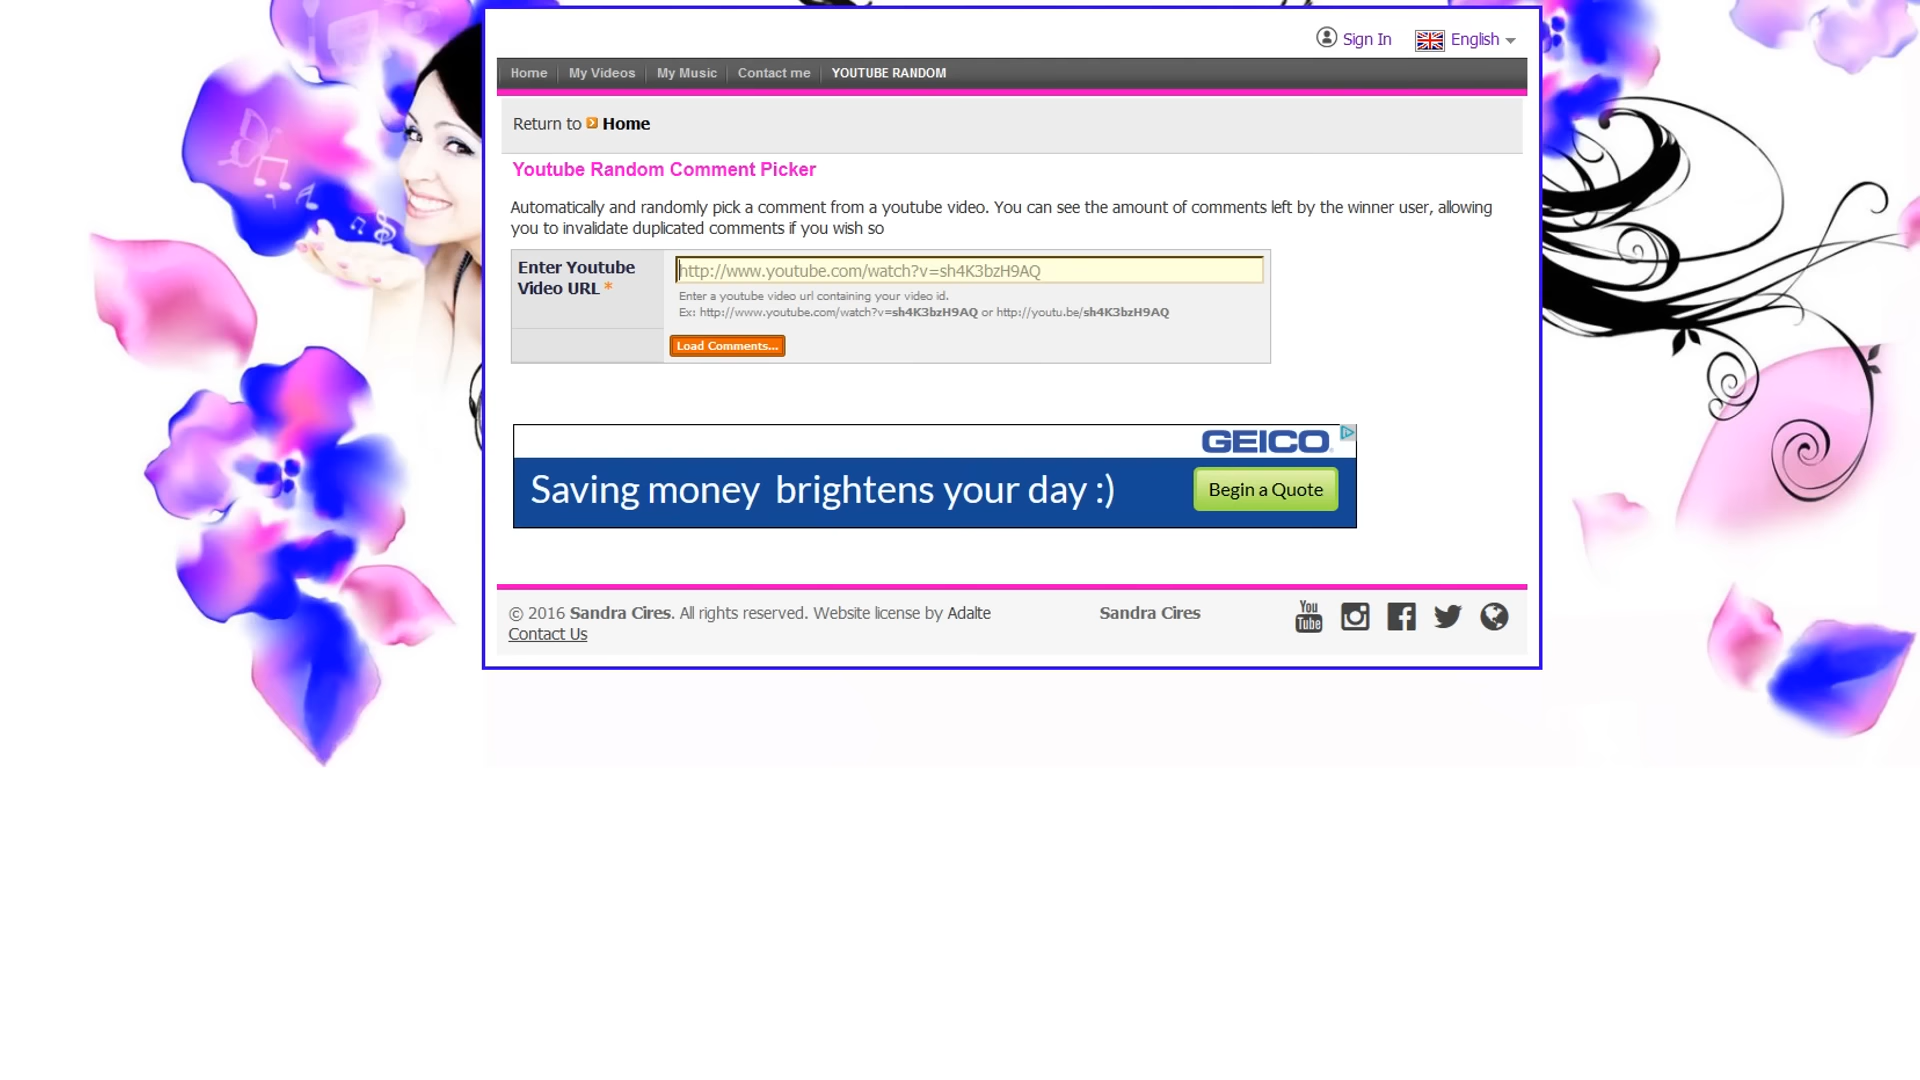 Sign In English
Home My Videos My Music Contact me YOUTUBE RANDOM
Return to Home
Youtube Random Comment Picker
Automatically and randomly pick a comment from a youtube video. You can see the amount of comments left by the winner user, allowing
you to invalidate duplicated comments if you wish so
Enter Youtube
Video URL *
http://www.youtube.com/watch?v=sh4K3bzH9AQ
Enter a youtube video url containing your video id.
Ex: http://www.youtube.com/watch?v=sh4K3bzH9AQ or http://youtu.be/sh4K3bzH9AQ
Load Comments...
GEICO
Saving money brightens your day :)
Begin a Quote
© 2016 Sandra Cires. All rights reserved. Website license by Adalte
Contact Us
Sandra Cires
You
Tube